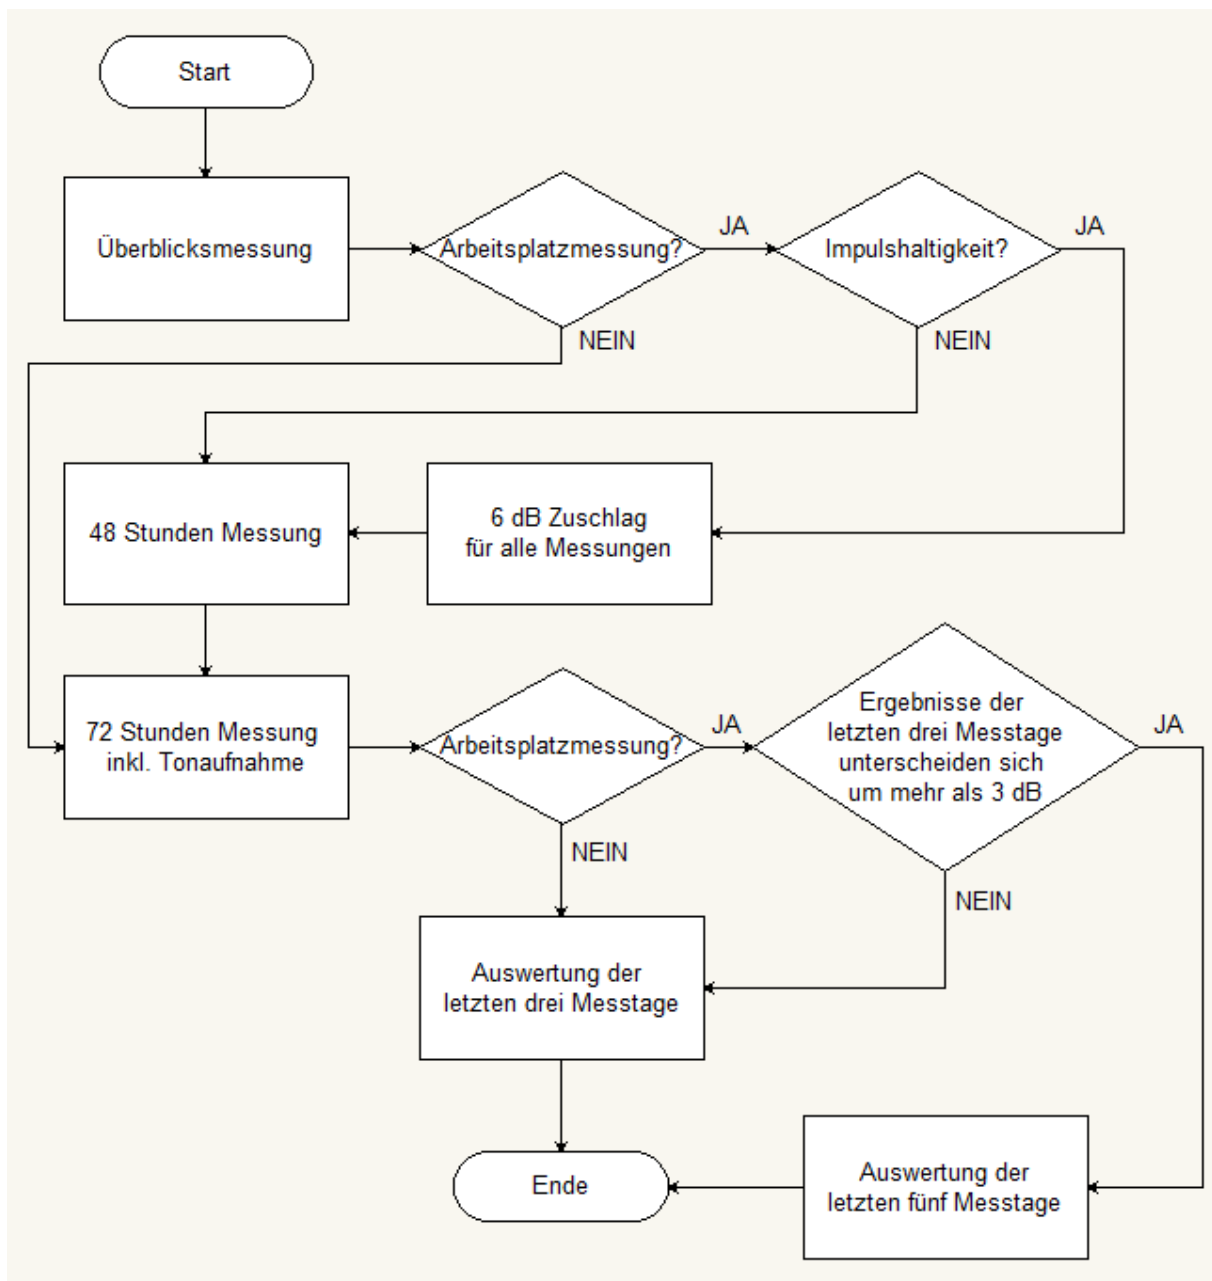 Start
Überblicksmessung
Arbeitsplatzmessung?
JA
Impulshaltigkeit?
JA
NEIN
NEIN
48 Stunden Messung
6 dB Zuschlag
für alle Messungen
72 Stunden Messung
inkl. Tonaufnahme
Arbeitsplatzmessung?
JA
Ergebnisse der
letzten drei Messtage
unterscheiden sich
um mehr als 3 dB
JA
NEIN
NEIN
Auswertung der
letzten drei Messtage
Ende
Auswertung der
letzten fünf Messtage